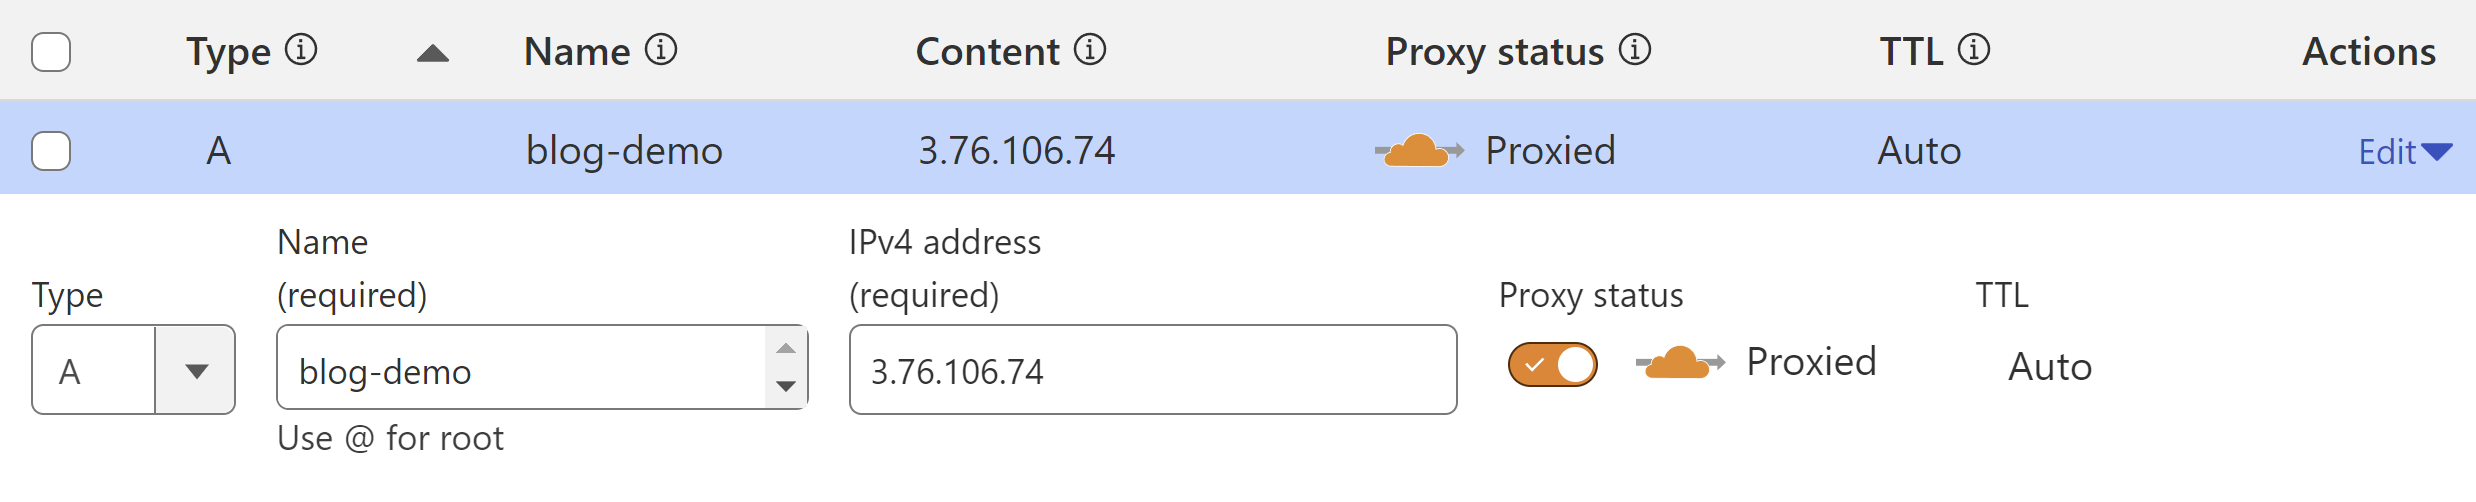 Type Name Content Proxy status TTL Actions
A blog-demo 3.76.106.74 Proxied Auto Edit
Name IPv4 address
Type (required) (required) Proxy status TTL
A blog-demo 3.76.106.74 Proxied Auto
Use @ for root